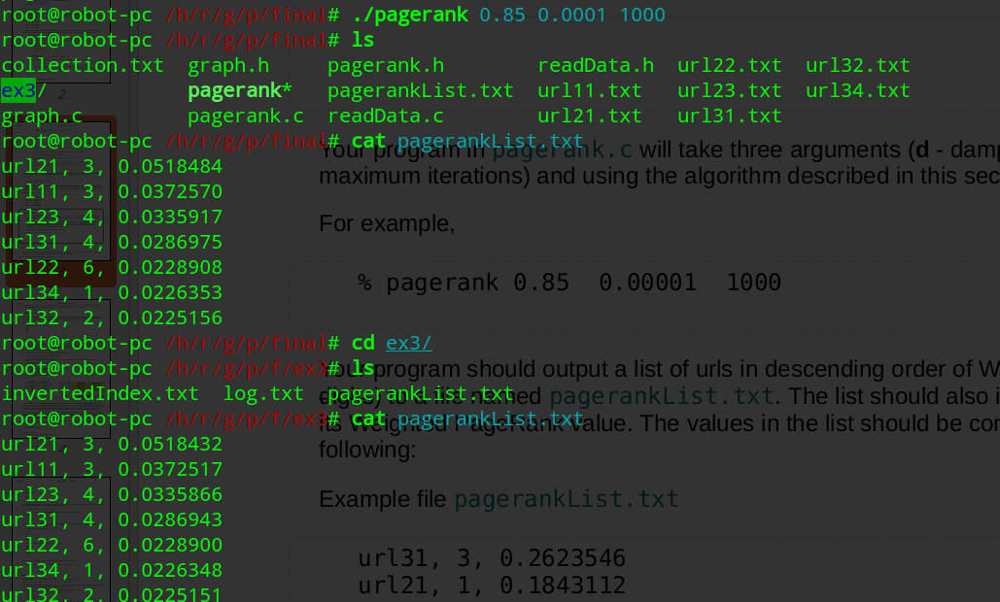 root@robot-pc /h/r/g/p/final# ./pagerank 0.85 0.0001 1000
root@robot-pc /h/r/g/p/final# ls
collection.txt graph.h pagerank.h readData.h url22.txt url32.txt
ex3/ pagerank* pagerankList.txt url11.txt url23.txt url34.txt
2
graph.c pagerank.c readData.c url21.txt url31.txt
root@robot-pc /h/r/g/p/final# cat pagerankList.txt
Your program in pagerank.c will take three arguments (d - damp
url21, 3, 0.0518484
maximum iterations) and using the algorithm described in this sec
url11, 3, 0.0372570
url23, 4, 0.0335917
For example,
url31, 4, 0.0286975
url22, 6, 0.0228908
% pagerank 0.85 0.00001 1000
url34, 1, 0.0226353
url32, 2, 0.0225156
root@robot-pc /h/r/g/p/final# cd ex3/
root@robot-pc /h/r/g/p/f/ex3# ls
Your program should output a list of urls in descending order of W
invertedIndex.txt log.txt pagerankList.txt
named pagerankList.txt. The list should also i
root@robot-pc /h/r/g/p/f/ex3# cat pagerankList.txt
value. The values in the list should be cor
url21, 3, 0.0518432
following:
url11, 3, 0.0372517
url23, 4, 0.0335866
Example file pagerankList.txt
url31, 4, 0.0286943
url22, 6, 0.0228900
url31, 3, 0.2623546
url34, 1, 0.0226348
url21, 1, 0.1843112
url32, 2, 0.0225151